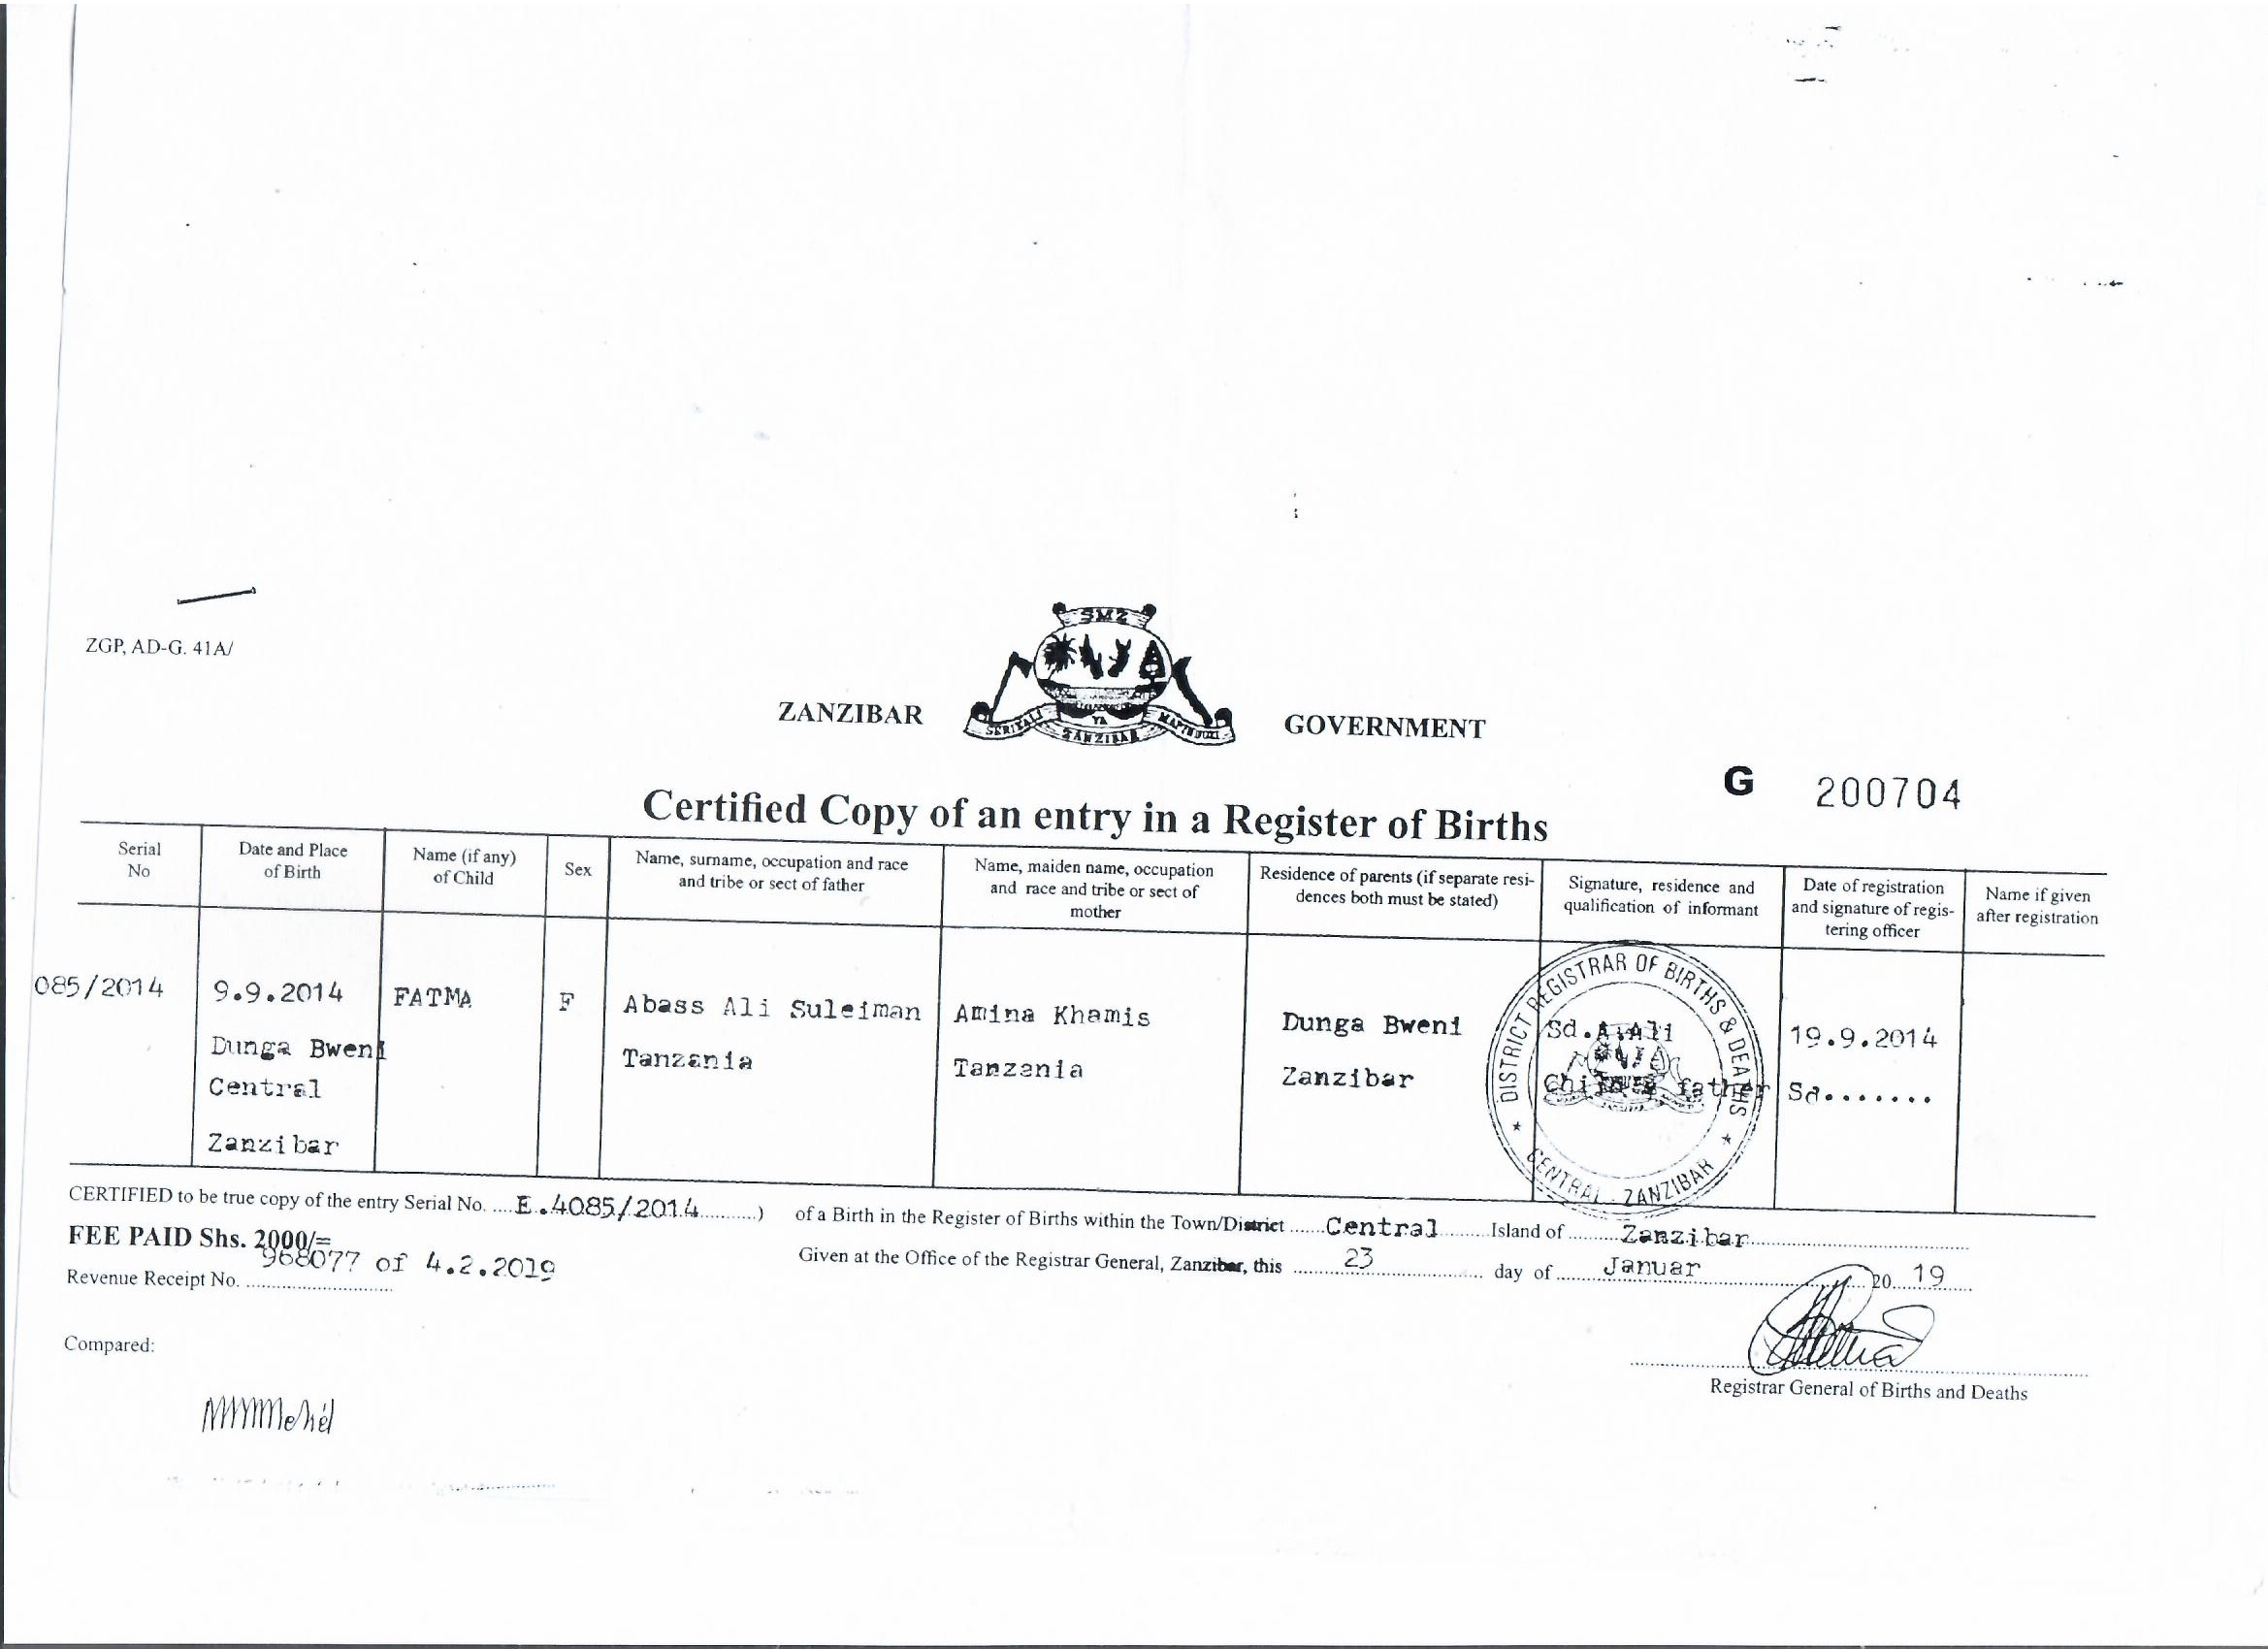 ZGP, AD-G. 41A/
SMZ
ZANZIBAR
GOVERNMENT
SERIKALI YA MAPINDUZI
ZANZIBAR
G 200704
Certified Copy of an entry in a Register of Births
Serial
No
Date and Place
of Birth
Name (if any)
of Child
Sex
Name, surname, occupation and race
and tribe or sect of father
Name, maiden name, occupation
and race and tribe or sect of
mother
Residence of parents (if separate resi-
dences both must be stated)
Signature, residence and
qualification of informant
Date of registration
and signature of regis-
tering officer
Name if given
after registration
085/2014
9.9.2014
Dunga Bweni
Central
Zanzibar
FATMA
F
Abass Ali Suleiman
Tanzania
Amina Khamis
Tanzania
Dunga Bweni
Zanzibar
Sd.A.Ali
Child's father
DISTRICT REGISTRAR OF BIRTHS & DEATHS
CENTRAL - ZANZIBAR
19.9.2014
Sd.......
CERTIFIED to be true copy of the entry Serial No. ....E.4085/2014..........) of a Birth in the Register of Births within the Town/District ......Central........ Island of .........Zanzibar
FEE PAID Shs. 2000/=
Given at the Office of the Registrar General, Zanzibar, this 23 day of Januar 20 19
968077 of 4.2.2019
Revenue Receipt No.
Compared:
Registrar General of Births and Deaths